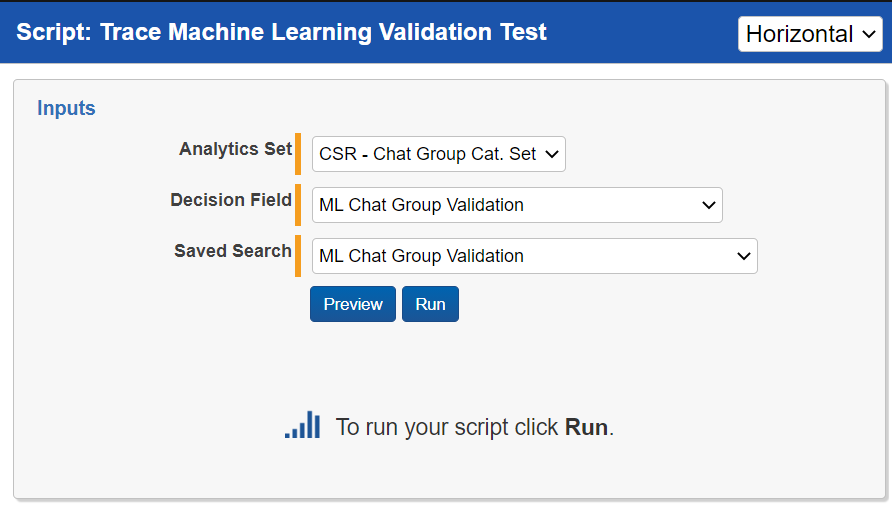 Script: Trace Machine Learning Validation Test
Horizontal
Inputs
Analytics Set
CSR - Chat Group Cat. Set
Decision Field
ML Chat Group Validation
Saved Search
ML Chat Group Validation
Preview Run
To run your script click Run.